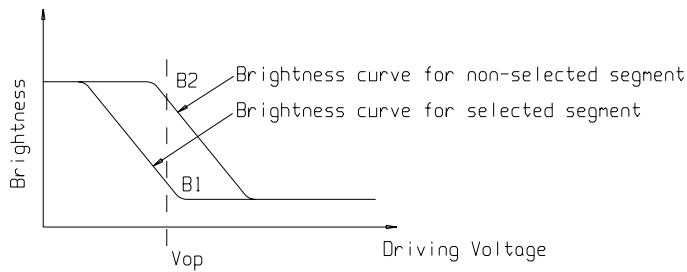 B2
Brightness curve for non-selected segment
Brightness curve for selected segment
Brightness
B1
Vop
Driving Voltage